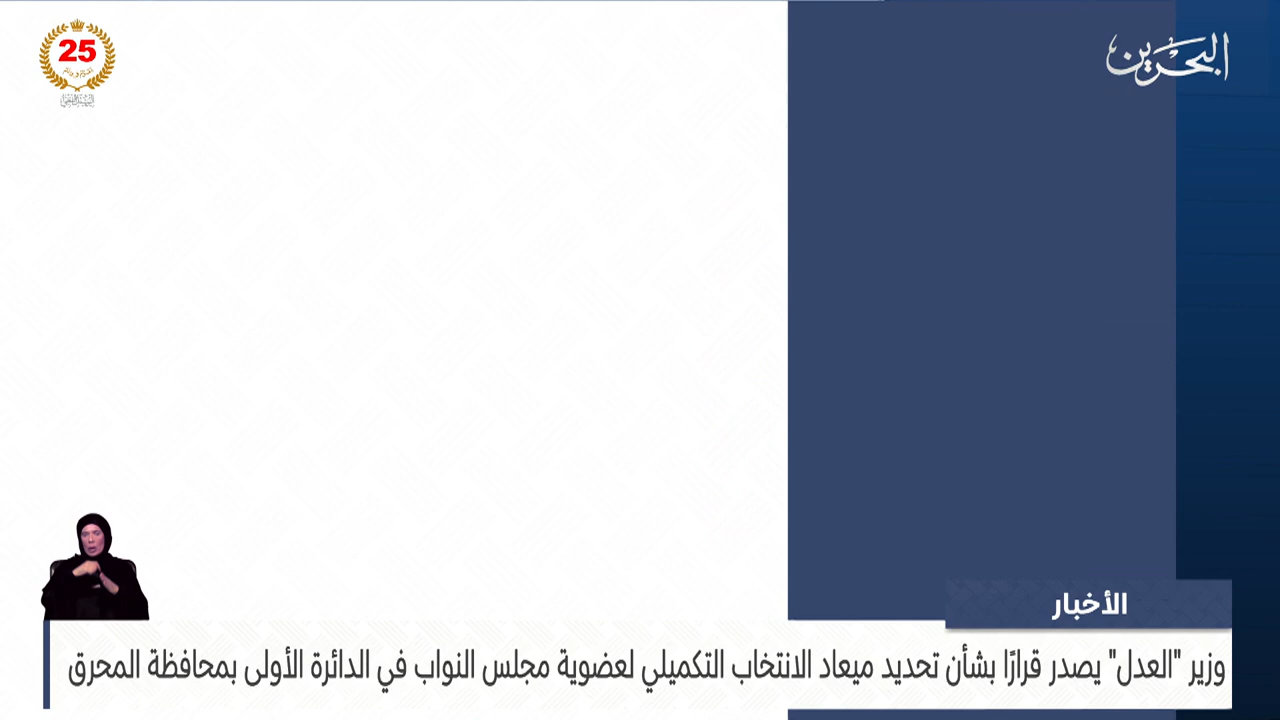 البحرين
25
الأخبار
وزير "العدل" يصدر قرارًا بشأن تحديد ميعاد الانتخاب التكميلي لعضوية مجلس النواب في الدائرة الأولى بمحافظة المحرق